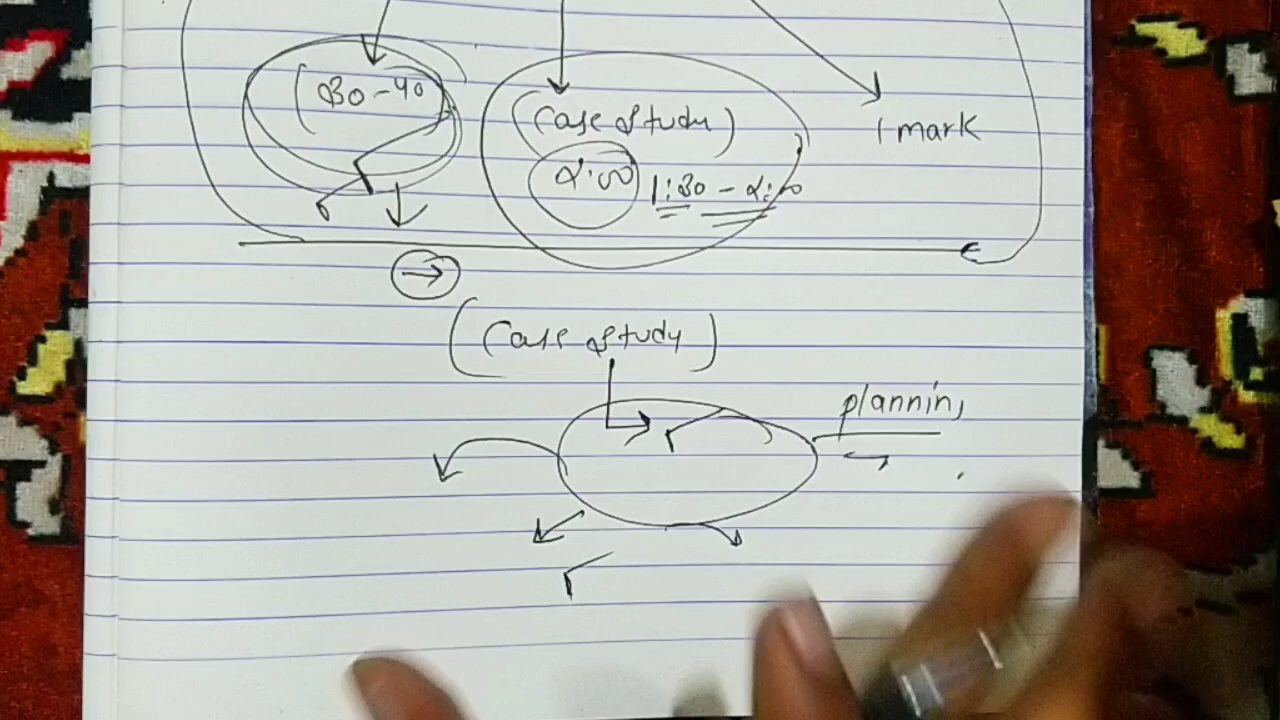 (30-40)
(Case study)
1 mark
2:00
1:30 - 2:00
(Case study)
planning